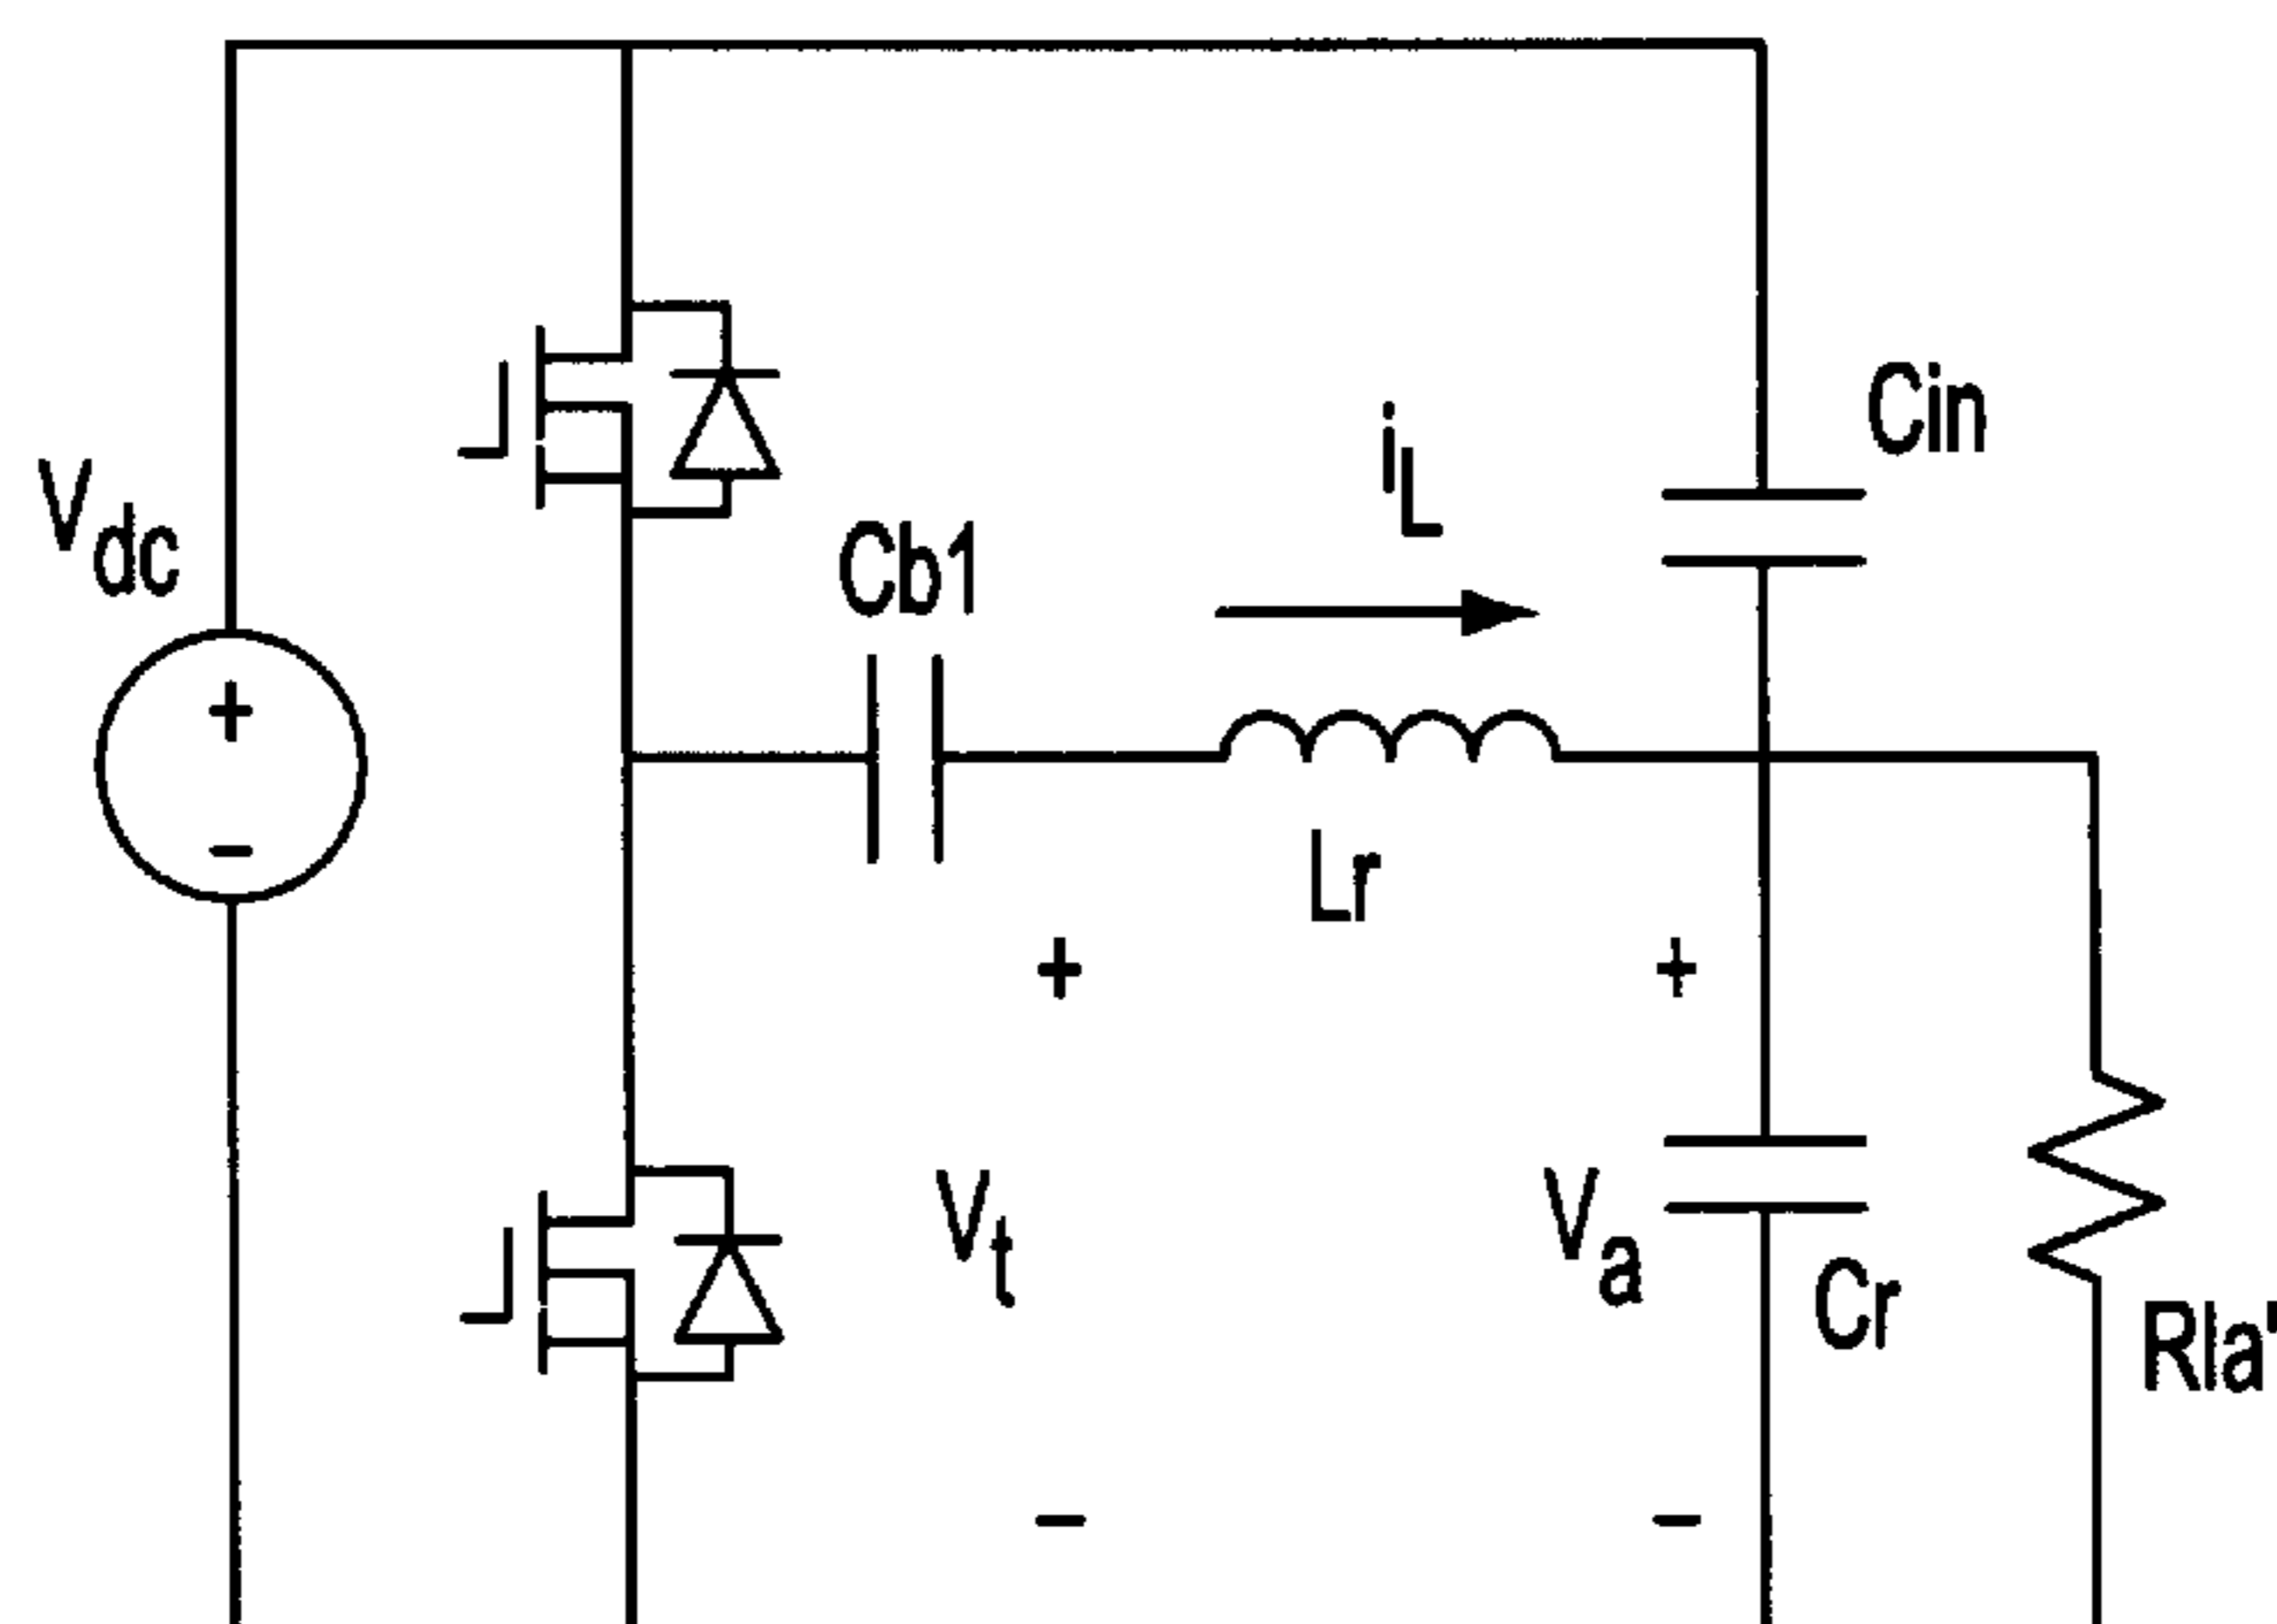 Vdc
+
−
Cb1
iL
Cin
Lr
+
Vt
−
+
Va
−
Cr
Rla'